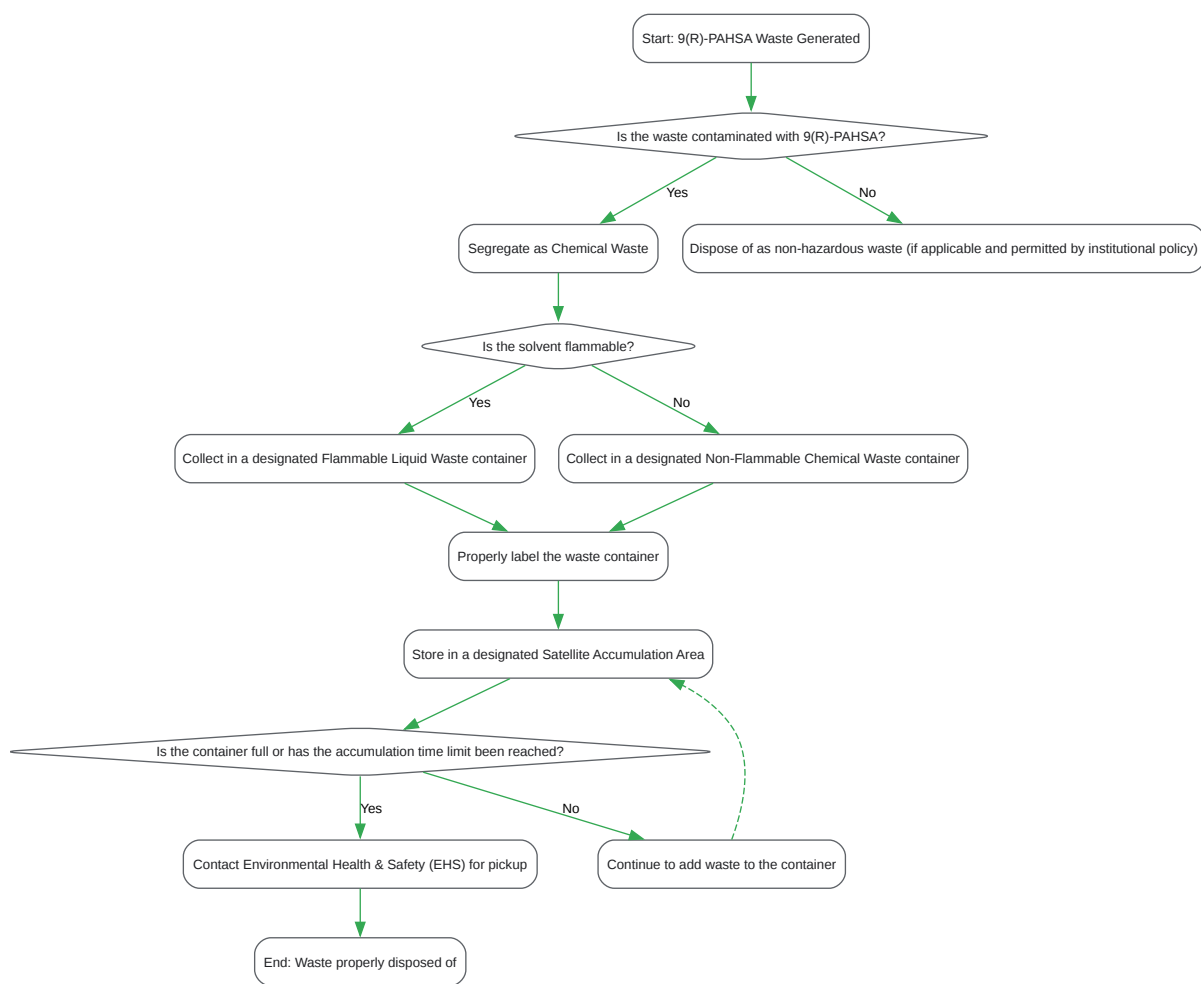 Start: 9(R)-PAHSA Waste Generated
Is the waste contaminated with 9(R)-PAHSA?
Yes
No
Segregate as Chemical Waste
Dispose of as non-hazardous waste (if applicable and permitted by institutional policy)
Is the solvent flammable?
Yes
No
Collect in a designated Flammable Liquid Waste container
Collect in a designated Non-Flammable Chemical Waste container
Properly label the waste container
Store in a designated Satellite Accumulation Area
Is the container full or has the accumulation time limit been reached?
Yes
No
Contact Environmental Health & Safety (EHS) for pickup
Continue to add waste to the container
End: Waste properly disposed of